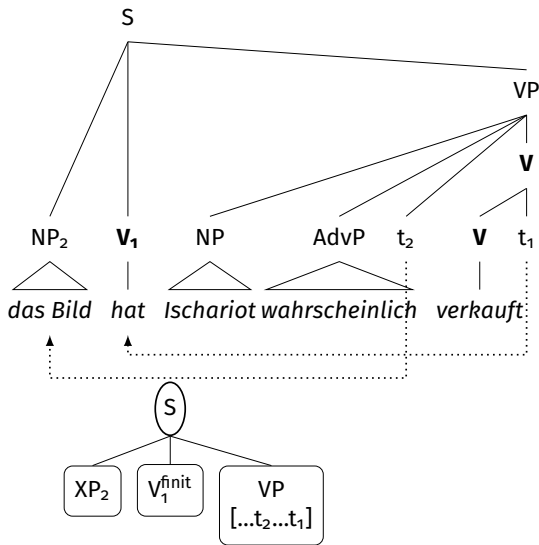 S
VP
V
NP₂ V₁ NP AdvP t₂ V t₁
das Bild hat Ischariot wahrscheinlich verkauft
S
XP₂ V₁^finit VP
[...t₂...t₁]